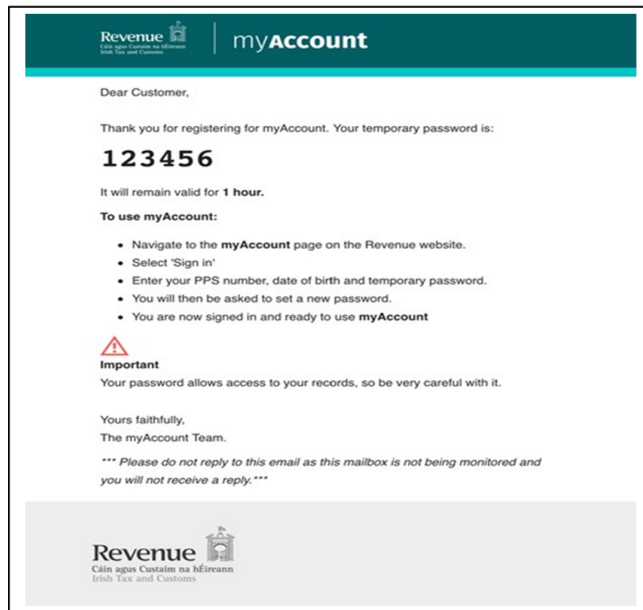 Revenue
Cáin agus Custaim na hÉireann
Irish Tax and Customs
myAccount
Dear Customer,
Thank you for registering for myAccount. Your temporary password is:
123456
It will remain valid for 1 hour.
To use myAccount:
• Navigate to the myAccount page on the Revenue website.
• Select 'Sign in'
• Enter your PPS number, date of birth and temporary password.
• You will then be asked to set a new password.
• You are now signed in and ready to use myAccount
Important
Your password allows access to your records, so be very careful with it.
Yours faithfully,
The myAccount Team.
*** Please do not reply to this email as this mailbox is not being monitored and
you will not receive a reply.***
Revenue
Cáin agus Custaim na hÉireann
Irish Tax and Customs